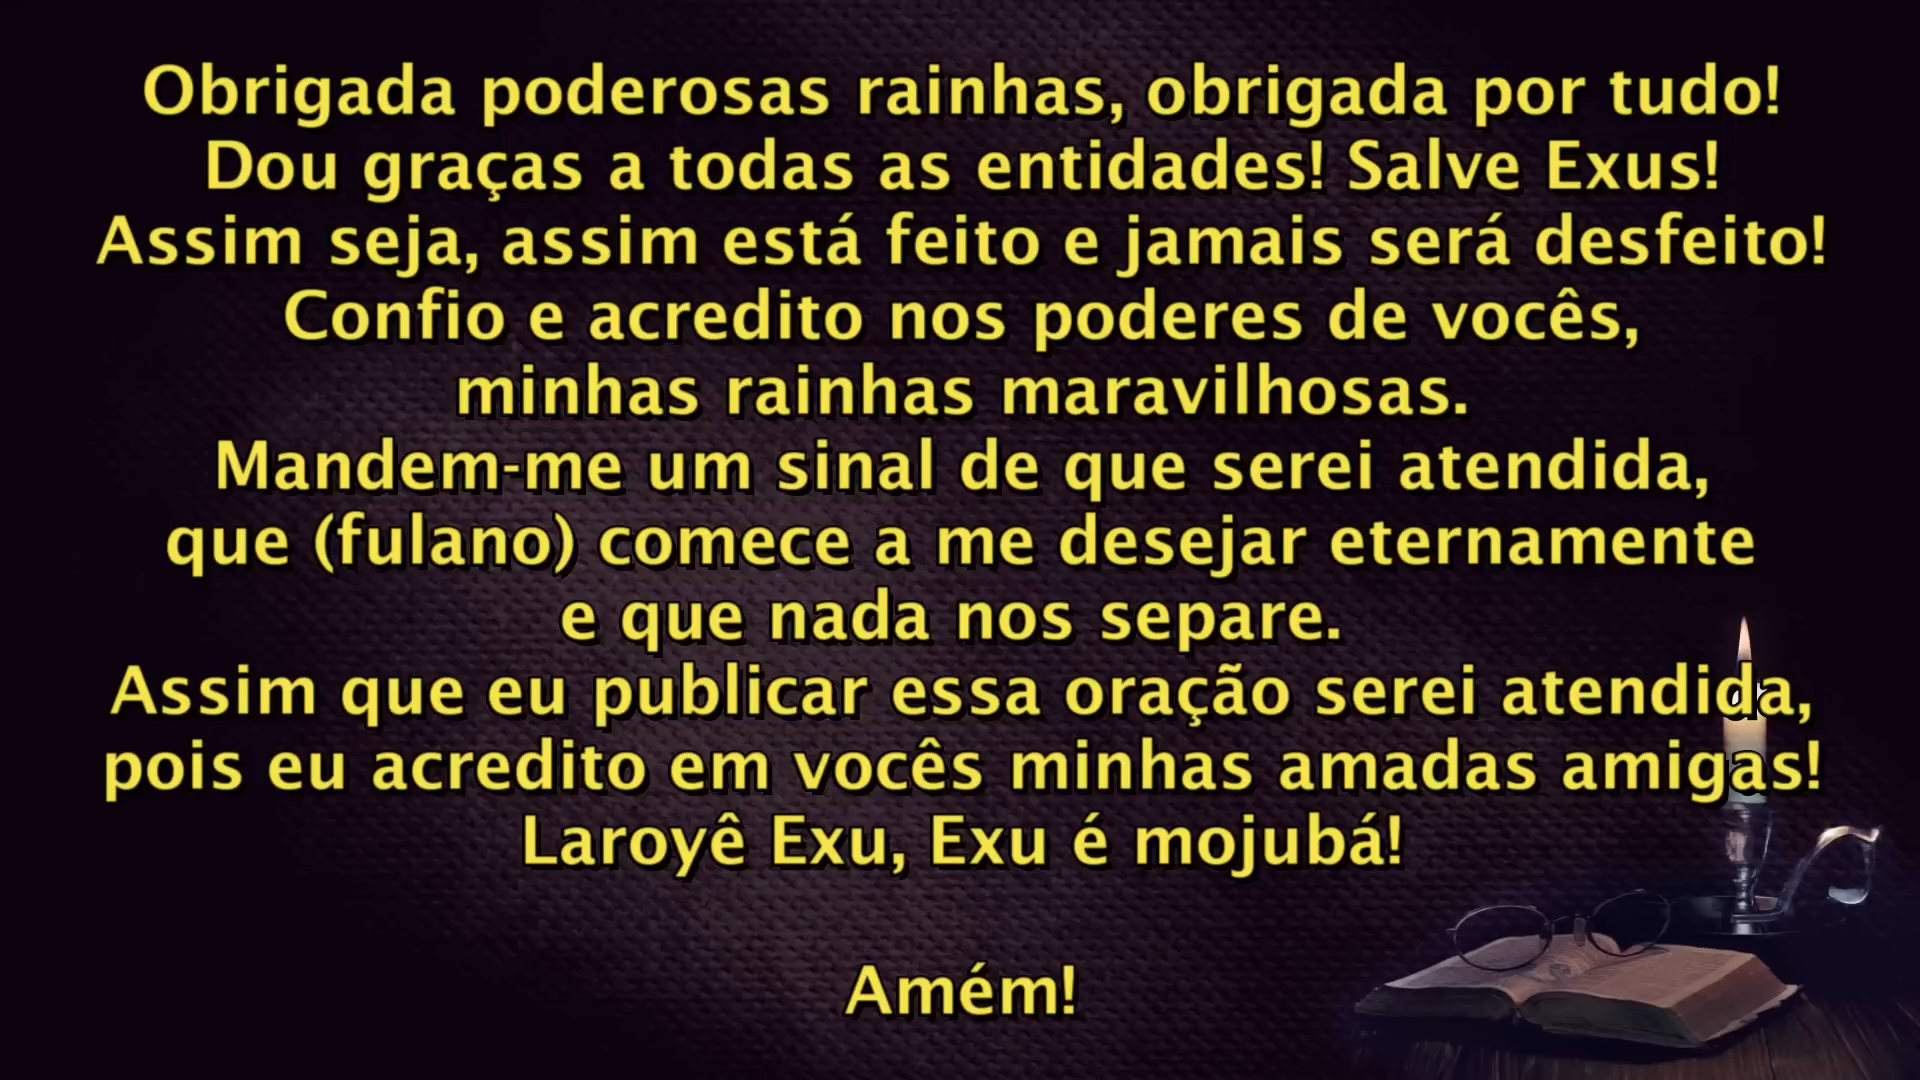 Obrigada poderosas rainhas, obrigada por tudo!
Dou graças a todas as entidades! Salve Exus!
Assim seja, assim está feito e jamais será desfeito!
Confio e acredito nos poderes de vocês,
minhas rainhas maravilhosas.
Mandem-me um sinal de que serei atendida,
que (fulano) comece a me desejar eternamente
e que nada nos separe.
Assim que eu publicar essa oração serei atendida,
pois eu acredito em vocês minhas amadas amigas!
Laroyê Exu, Exu é mojubá!
Amém!